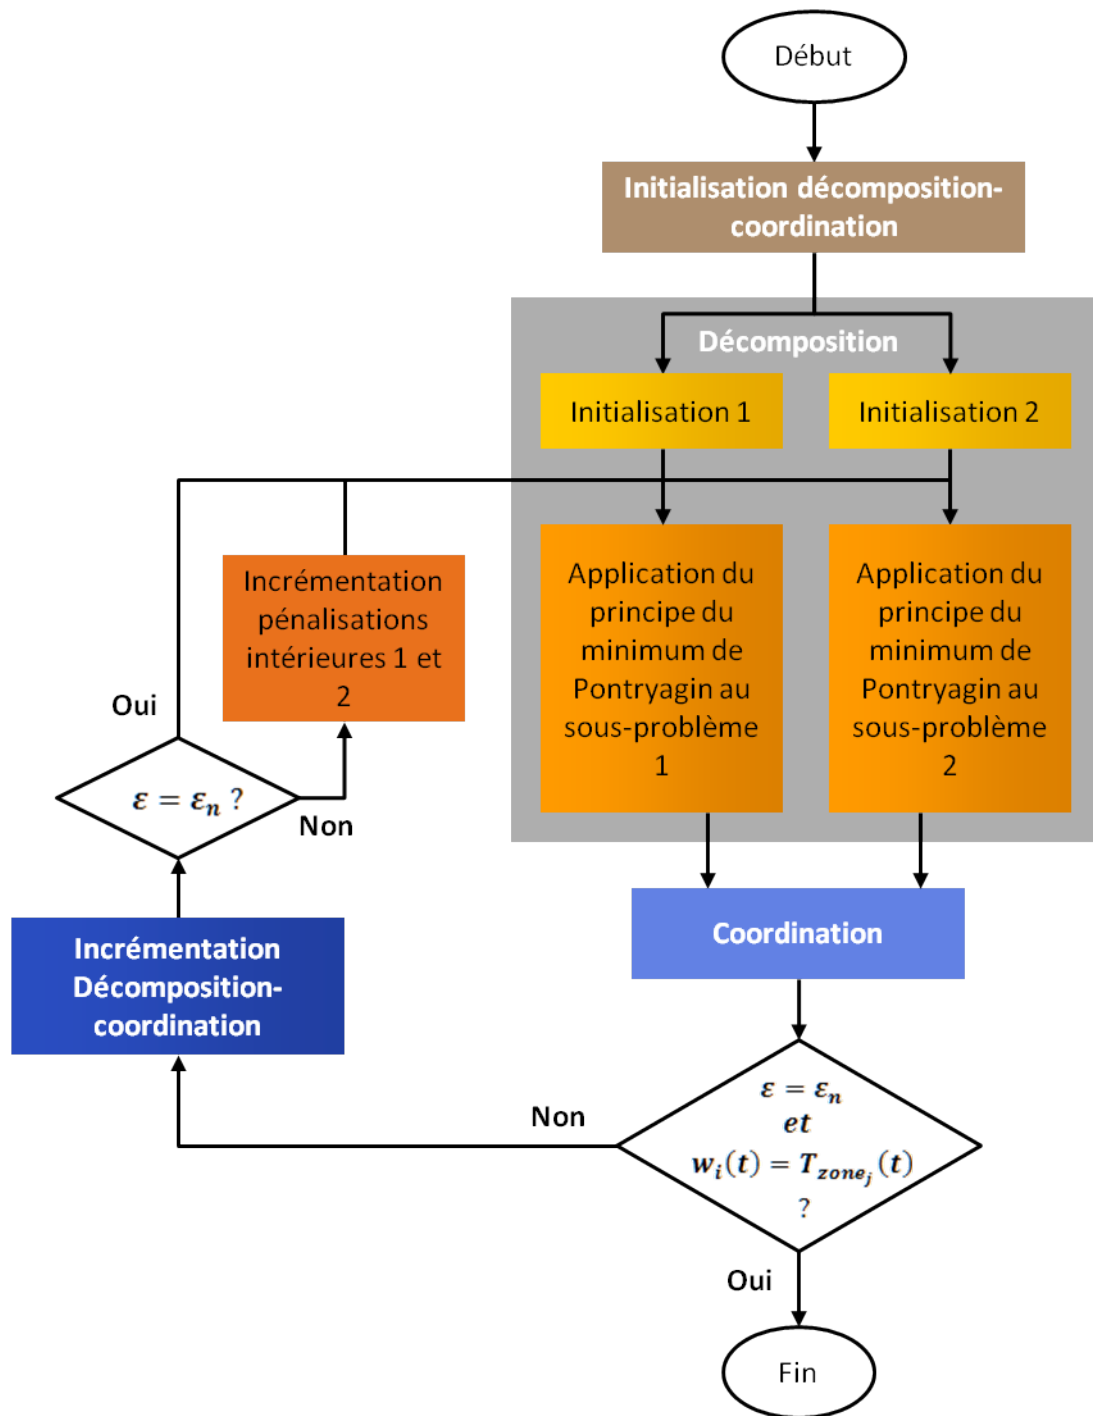 Début
Initialisation décomposition-
coordination
Décomposition
Initialisation 1
Initialisation 2
Application du
principe du
minimum de
Pontryagin au
sous-problème
1
Application du
principe du
minimum de
Pontryagin au
sous-problème
2
Incrémentation
pénalisations
intérieures 1 et
2
Oui
ε = εₙ ?
Non
Incrémentation
Décomposition-
coordination
Coordination
Non
ε = εₙ
et
wᵢ(t) = T_{zone_j}(t)
?
Oui
Fin